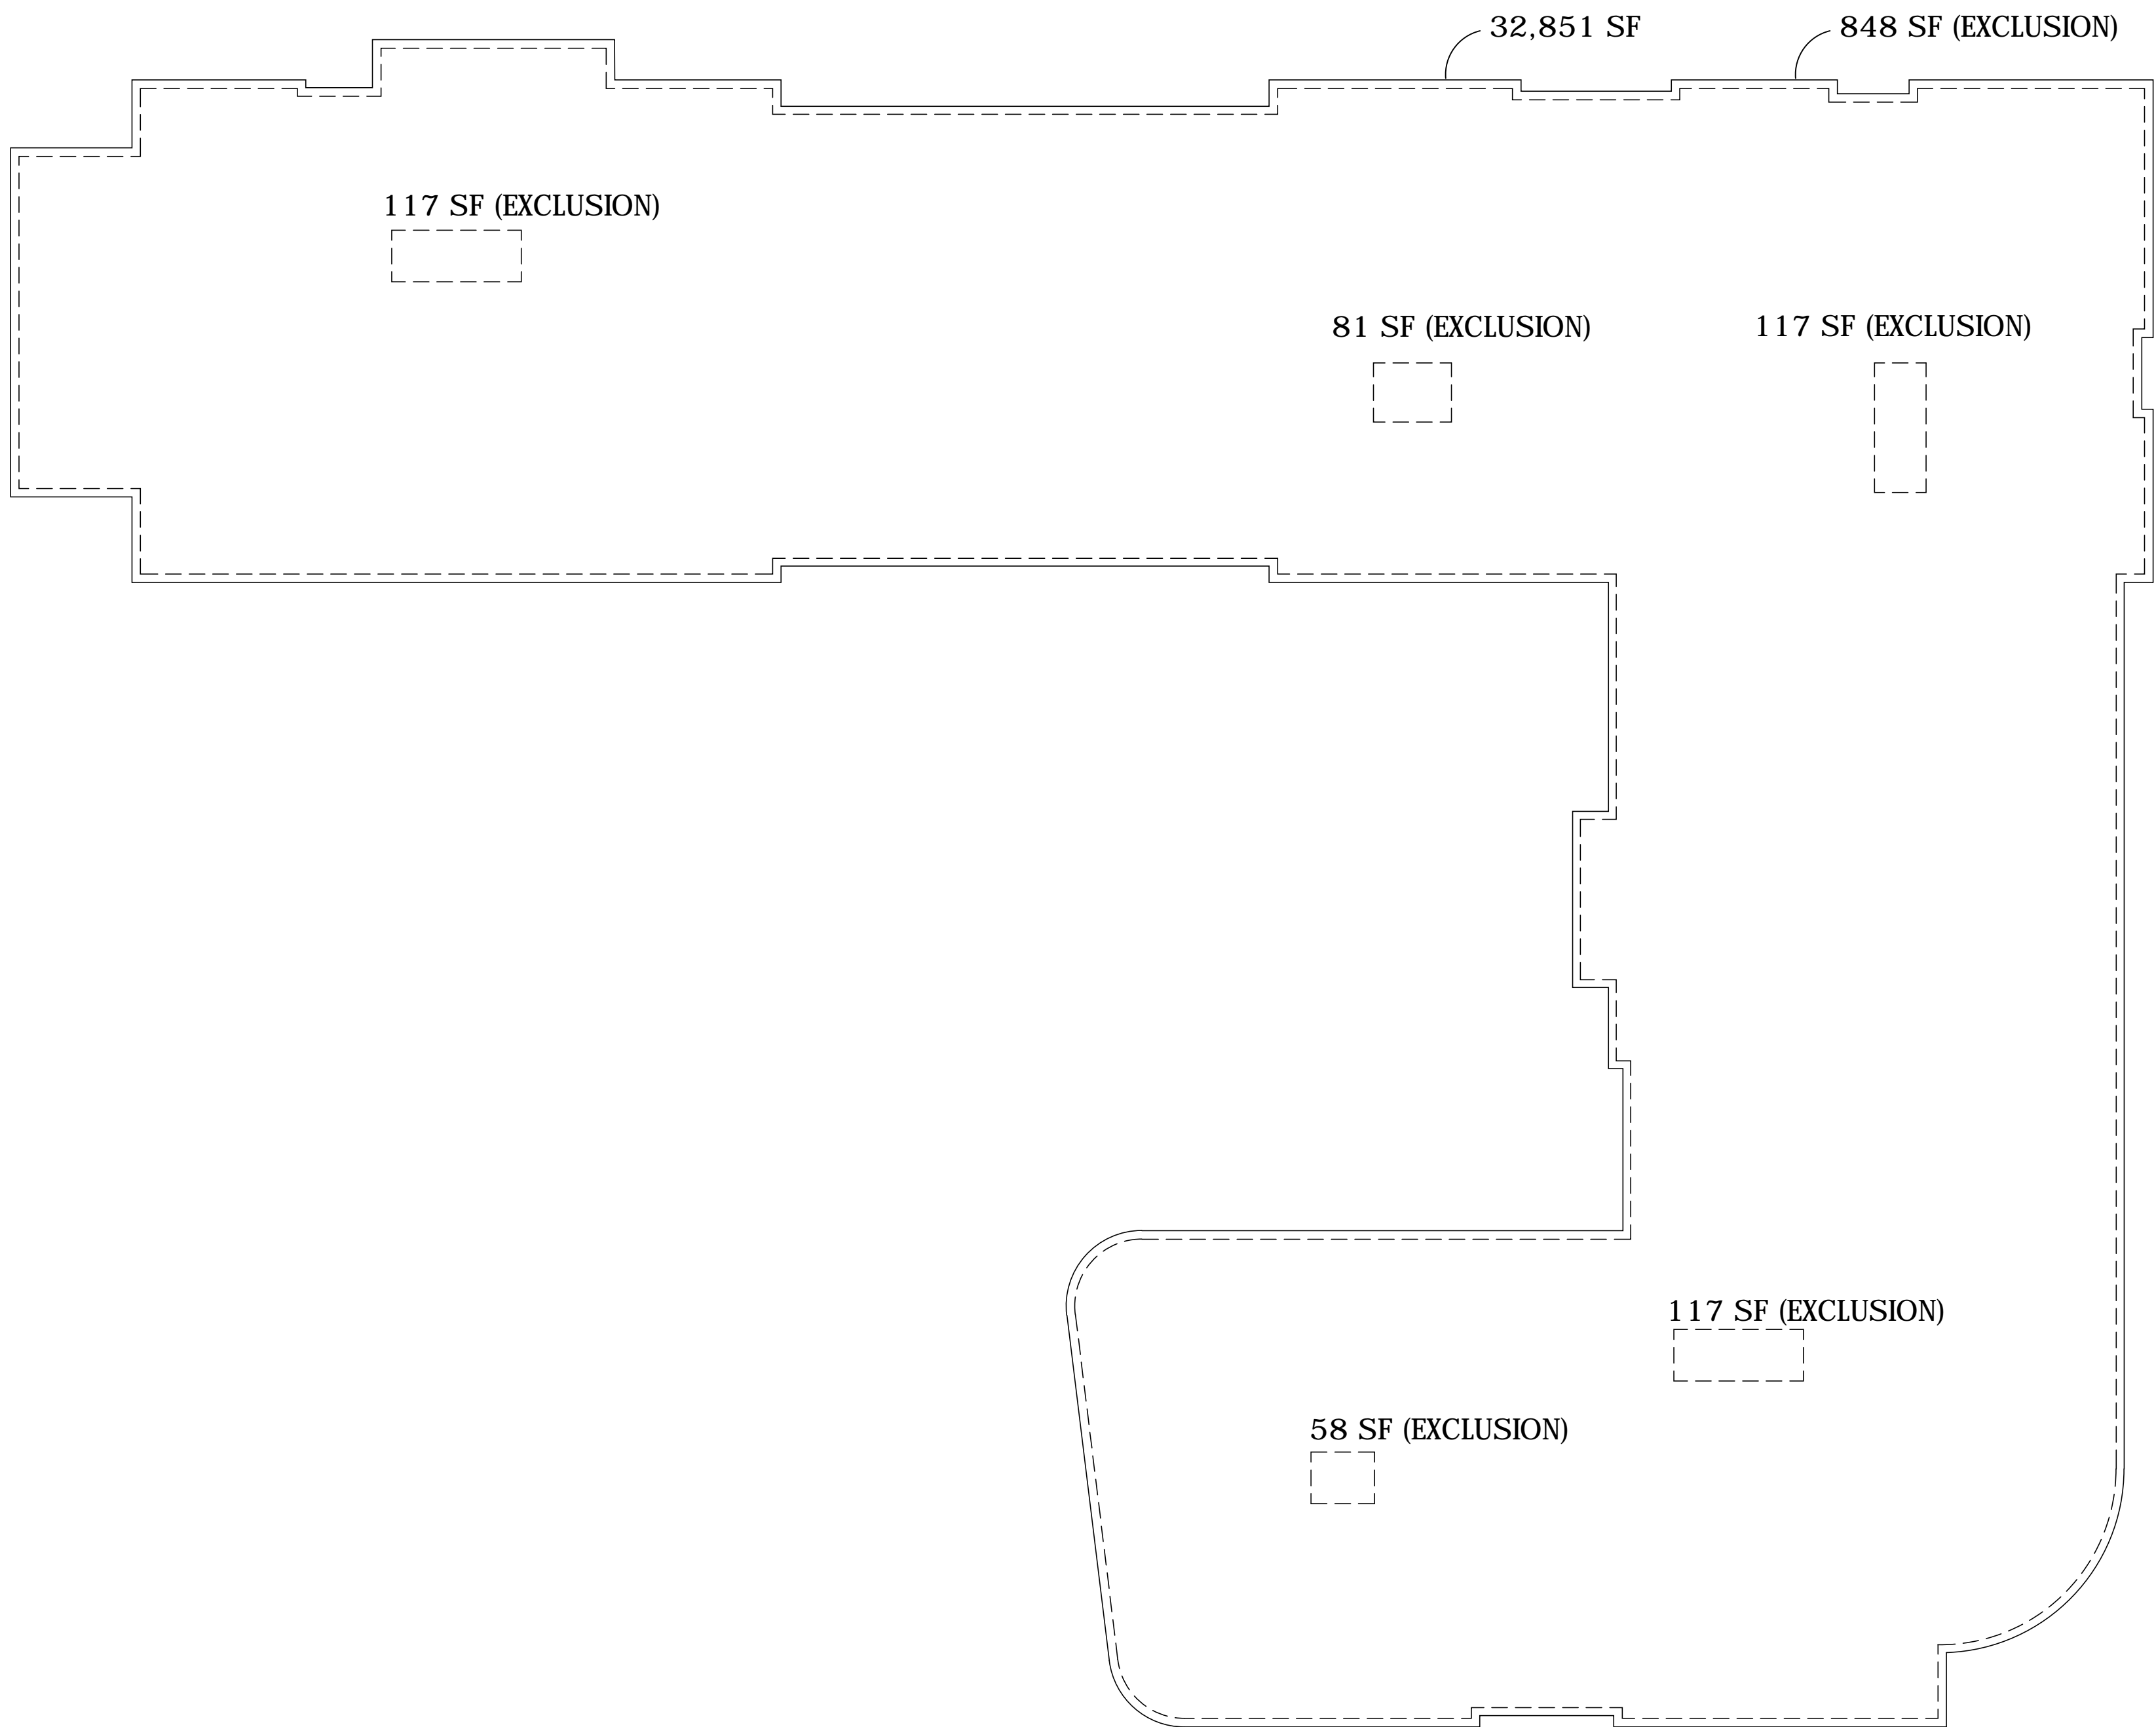 32,851 SF
848 SF (EXCLUSION)
117 SF (EXCLUSION)
81 SF (EXCLUSION)
117 SF (EXCLUSION)
117 SF (EXCLUSION)
58 SF (EXCLUSION)